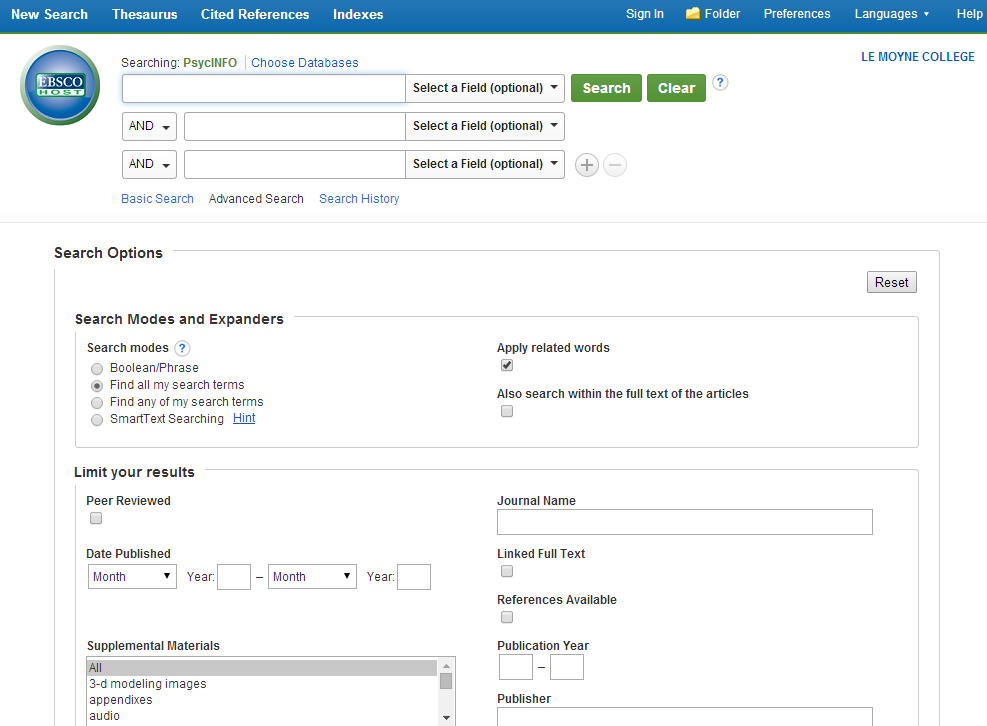 New Search Thesaurus Cited References Indexes Sign In Folder Preferences Languages Help
LE MOYNE COLLEGE
EBSCO
HOST
Searching: PsycINFO Choose Databases
Select a Field (optional) Search Clear ?
AND Select a Field (optional)
AND Select a Field (optional)
Basic Search Advanced Search Search History
Search Options
Reset
Search Modes and Expanders
Search modes ?
Boolean/Phrase
Find all my search terms
Find any of my search terms
SmartText Searching Hint
Apply related words
Also search within the full text of the articles
Limit your results
Peer Reviewed
Journal Name
Date Published
Month Year: – Month Year:
Linked Full Text
References Available
Supplemental Materials
All
3-d modeling images
appendixes
audio
Publication Year
–
Publisher